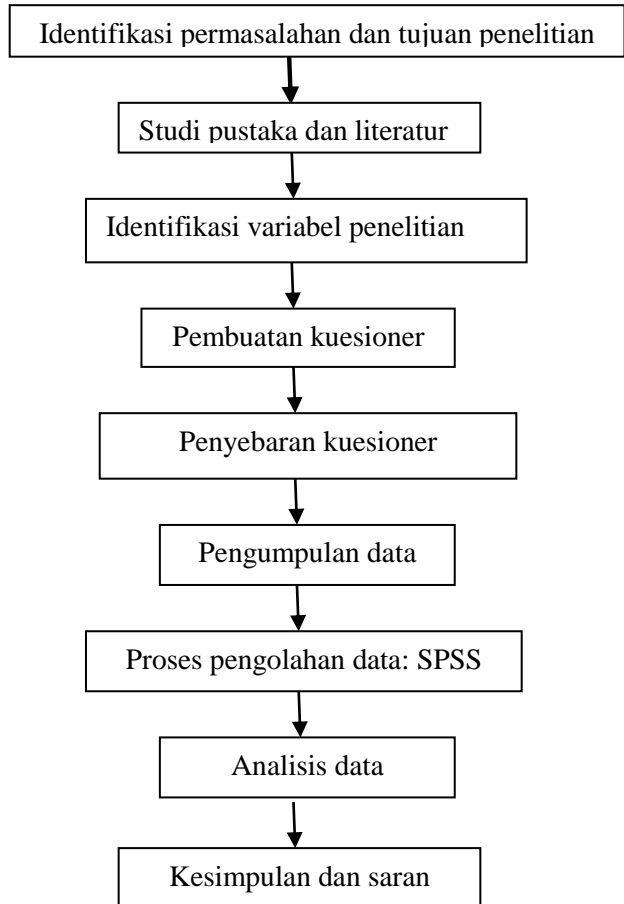 Identifikasi permasalahan dan tujuan penelitian
Studi pustaka dan literatur
Identifikasi variabel penelitian
Pembuatan kuesioner
Penyebaran kuesioner
Pengumpulan data
Proses pengolahan data: SPSS
Analisis data
Kesimpulan dan saran